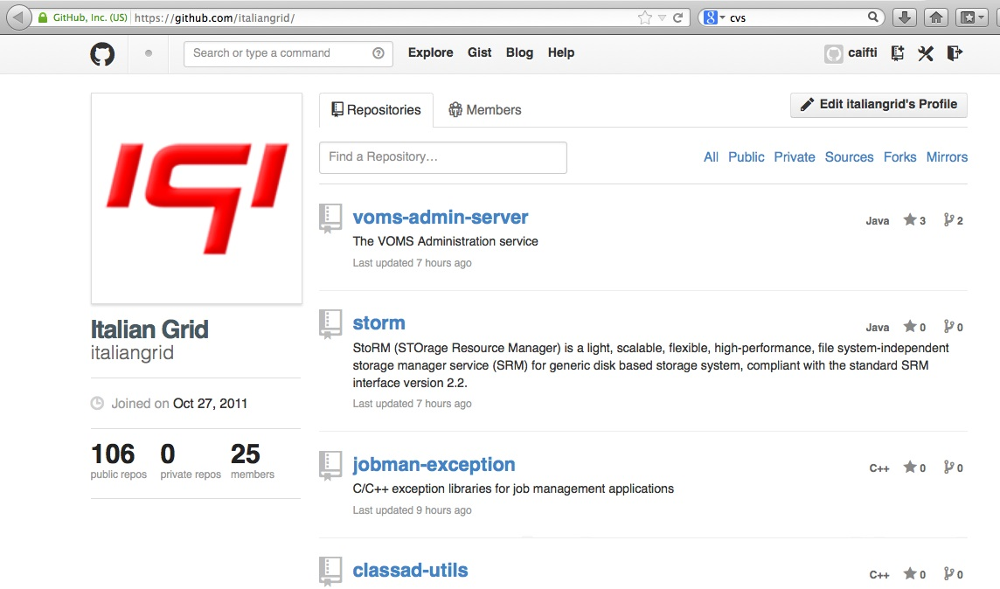 GitHub, Inc. (US) https://github.com/italiangrid/ cvs
Search or type a command Explore Gist Blog Help caifti
Repositories Members Edit italiangrid's Profile
Find a Repository… All Public Private Sources Forks Mirrors
voms-admin-server Java 3 2
The VOMS Administration service
Last updated 7 hours ago
Italian Grid
italiangrid
Joined on Oct 27, 2011
106 0 25
public repos private repos members
storm Java 0 0
StoRM (STOrage Resource Manager) is a light, scalable, flexible, high-performance, file system-independent
storage manager service (SRM) for generic disk based storage system, compliant with the standard SRM
interface version 2.2.
Last updated 7 hours ago
jobman-exception C++ 0 0
C/C++ exception libraries for job management applications
Last updated 9 hours ago
classad-utils C++ 0 0